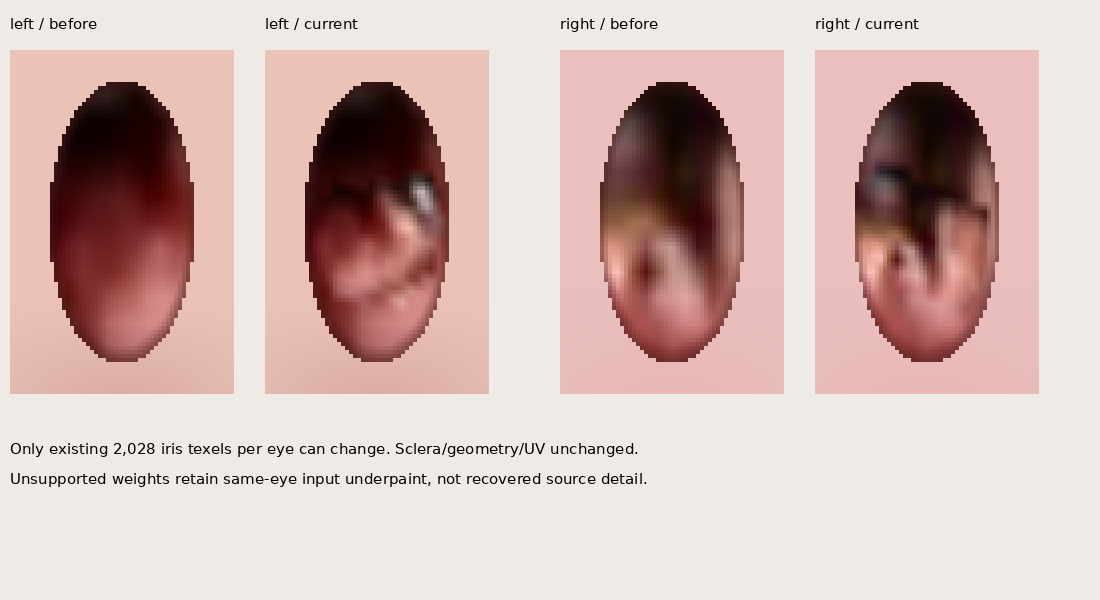 left / before
left / current
right / before
right / current
Only existing 2,028 iris texels per eye can change. Sclera/geometry/UV unchanged.
Unsupported weights retain same-eye input underpaint, not recovered source detail.